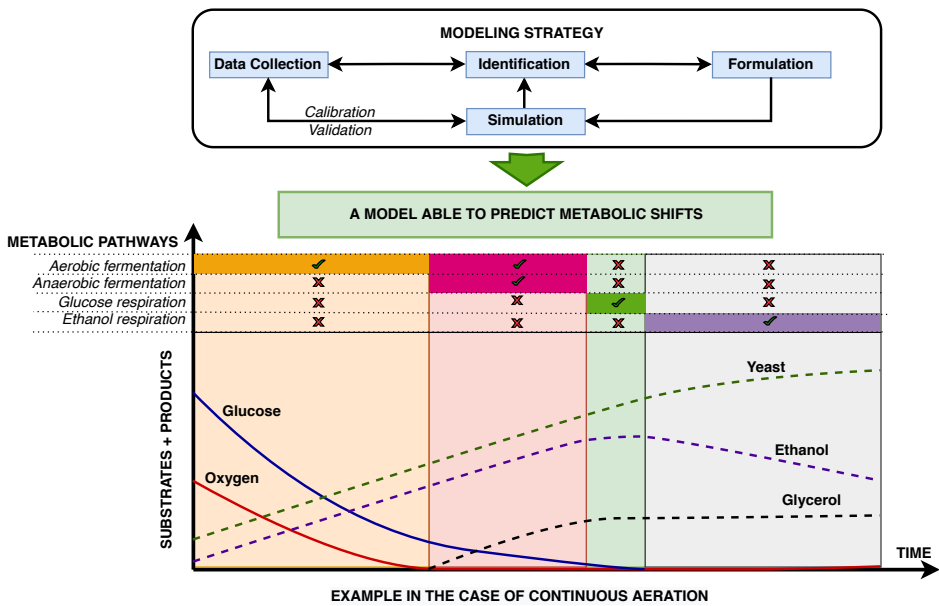 MODELING STRATEGY
Data Collection
Identification
Formulation
Calibration
Validation
Simulation
A MODEL ABLE TO PREDICT METABOLIC SHIFTS
METABOLIC PATHWAYS
Aerobic fermentation
Anaerobic fermentation
Glucose respiration
Ethanol respiration
SUBSTRATES + PRODUCTS
Yeast
Glucose
Ethanol
Oxygen
Glycerol
TIME
EXAMPLE IN THE CASE OF CONTINUOUS AERATION